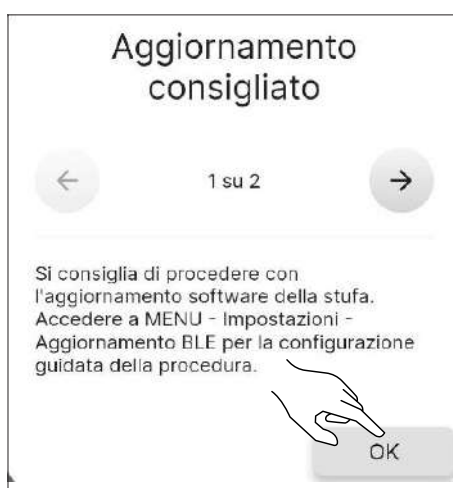 Aggiornamento
consigliato
1 su 2
Si consiglia di procedere con
l'aggiornamento software della stufa.
Accedere a MENU - Impostazioni -
Aggiornamento BLE per la configurazione
guidata della procedura.
OK